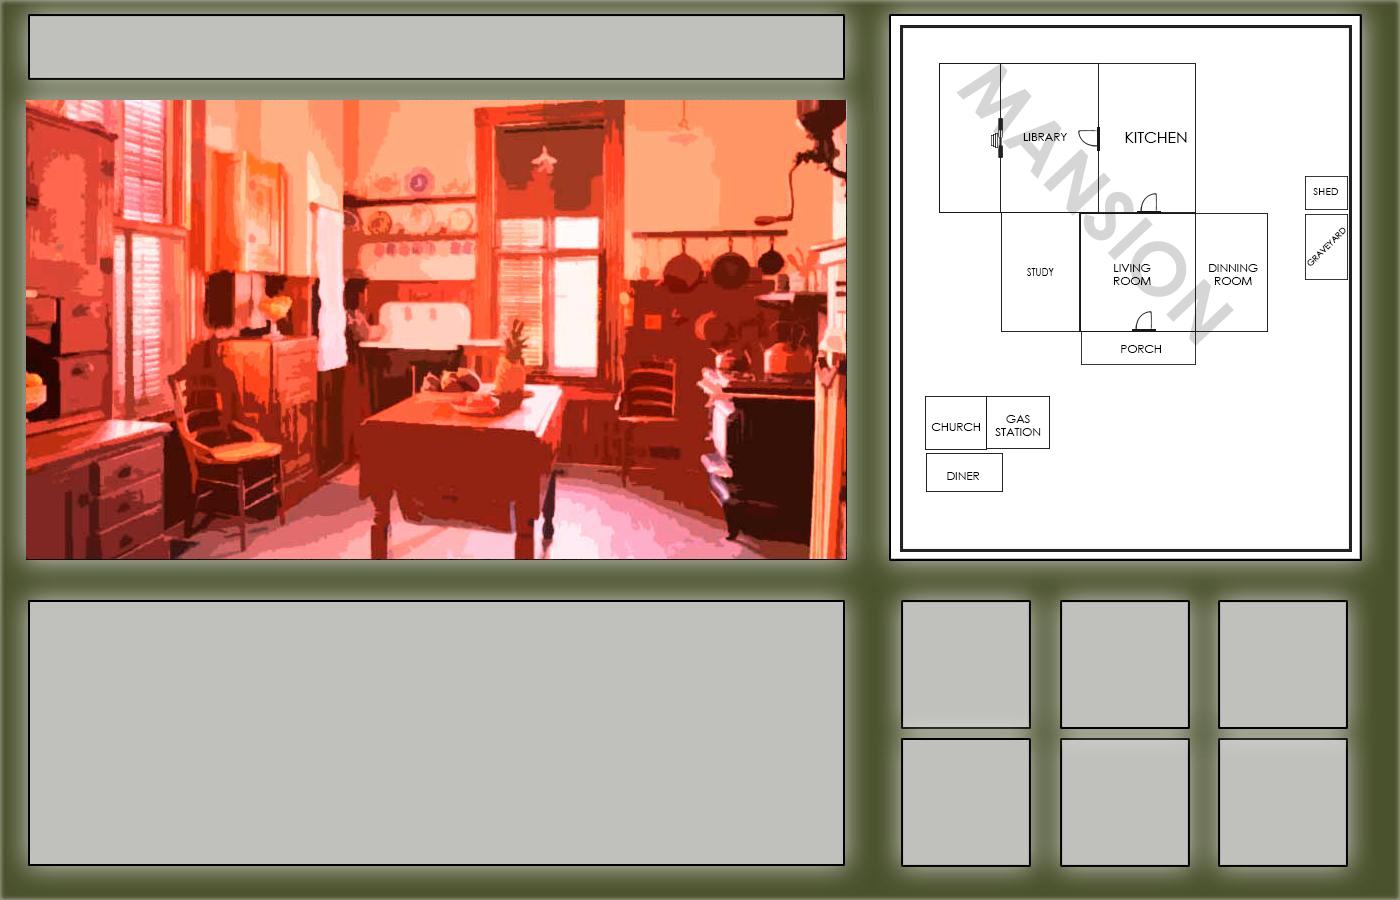 MANSION
LIBRARY
KITCHEN
SHED
GRAVEYARD
STUDY
LIVING
ROOM
DINNING
ROOM
PORCH
CHURCH
GAS
STATION
DINER